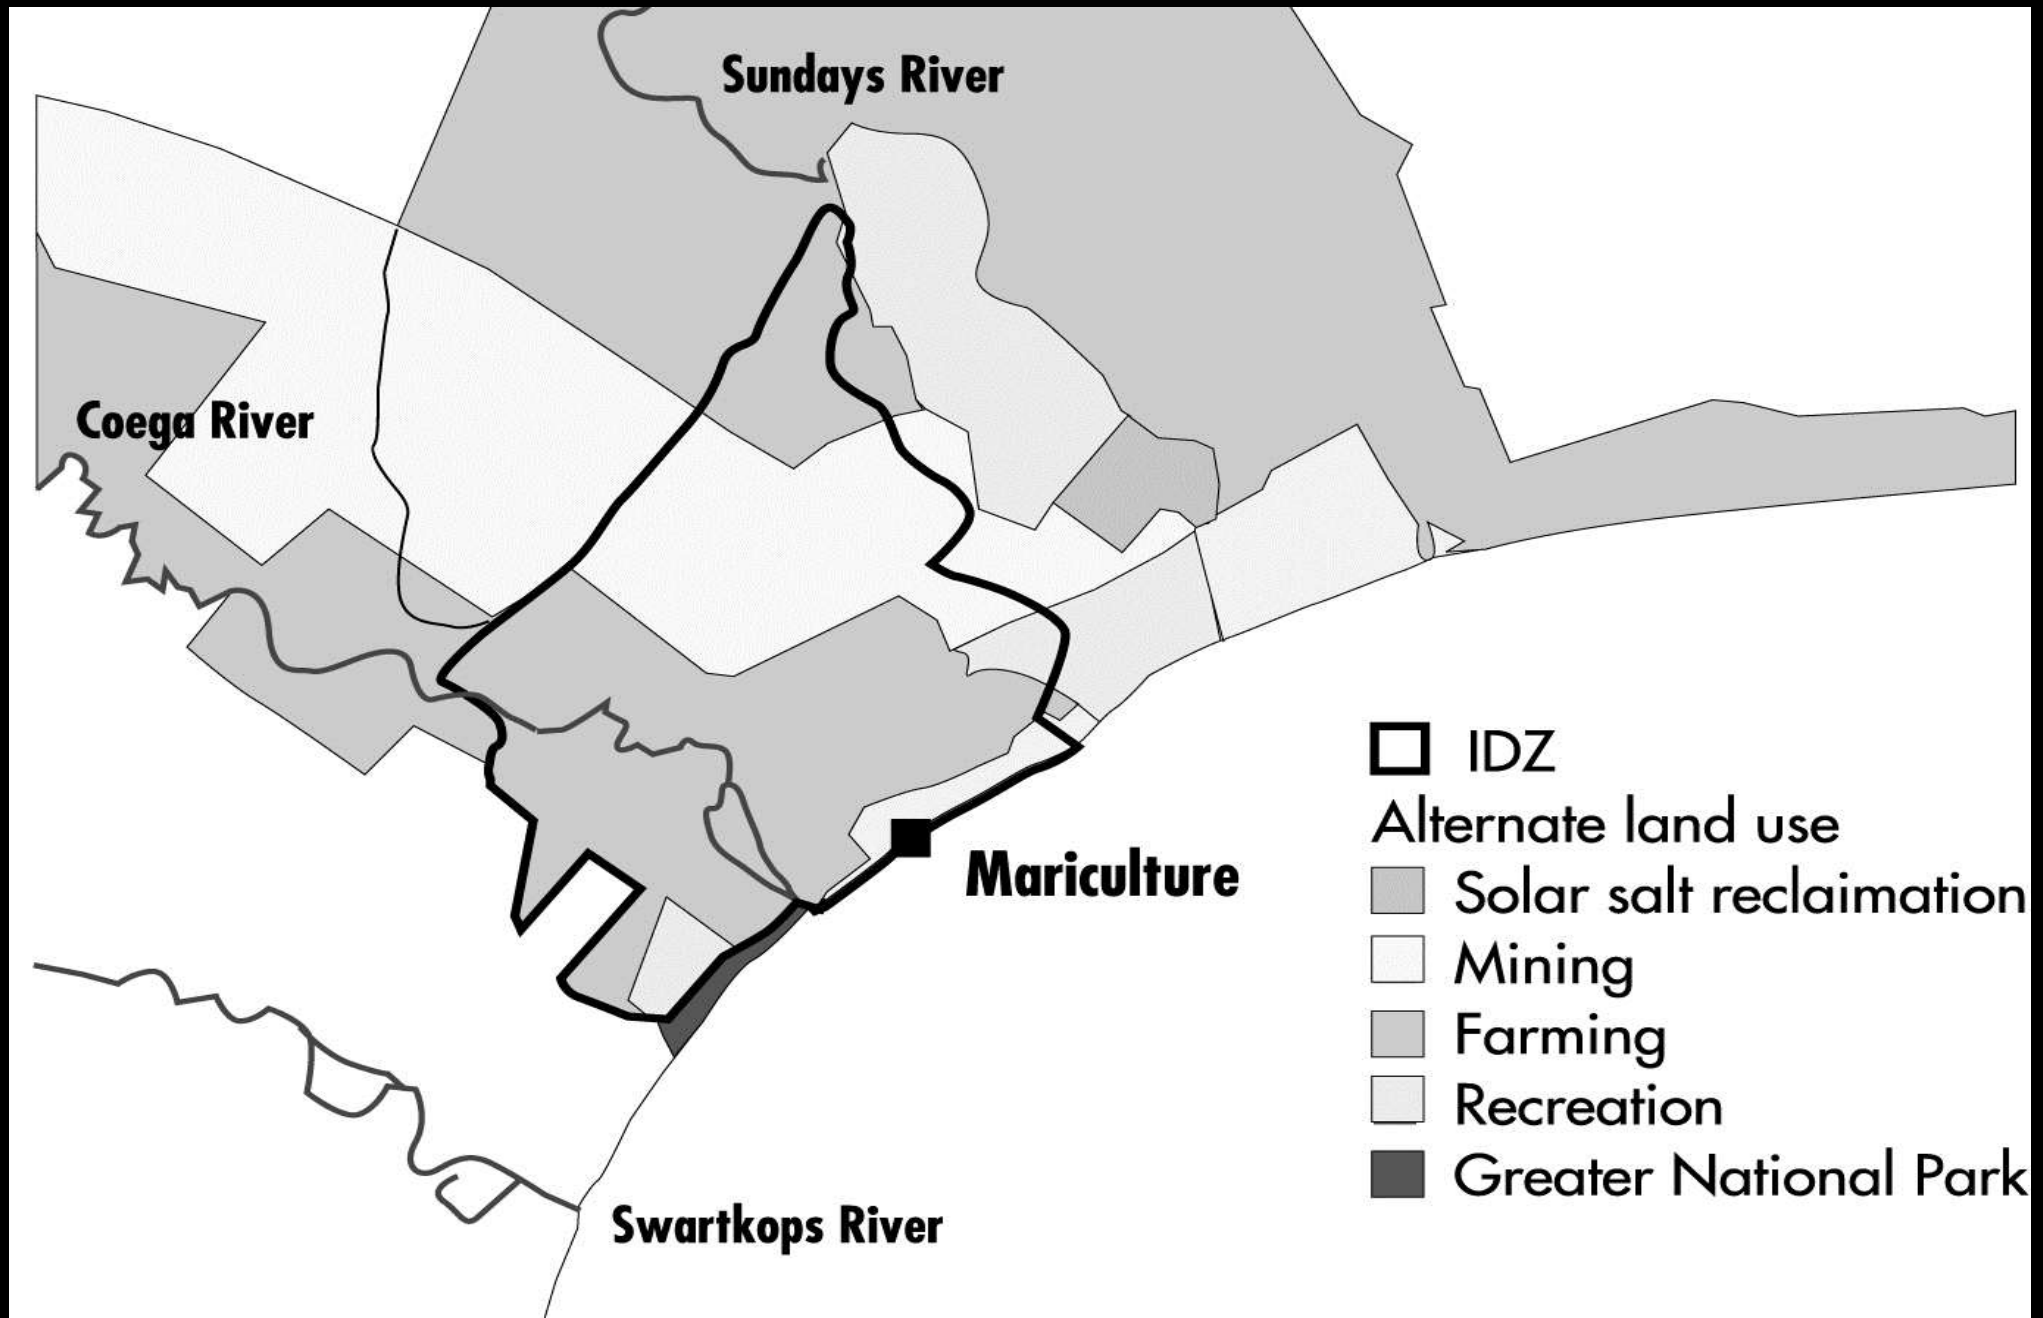 Sundays River
Coega River
Mariculture
Swartkops River
IDZ
Alternate land use
Solar salt reclaimation
Mining
Farming
Recreation
Greater National Park